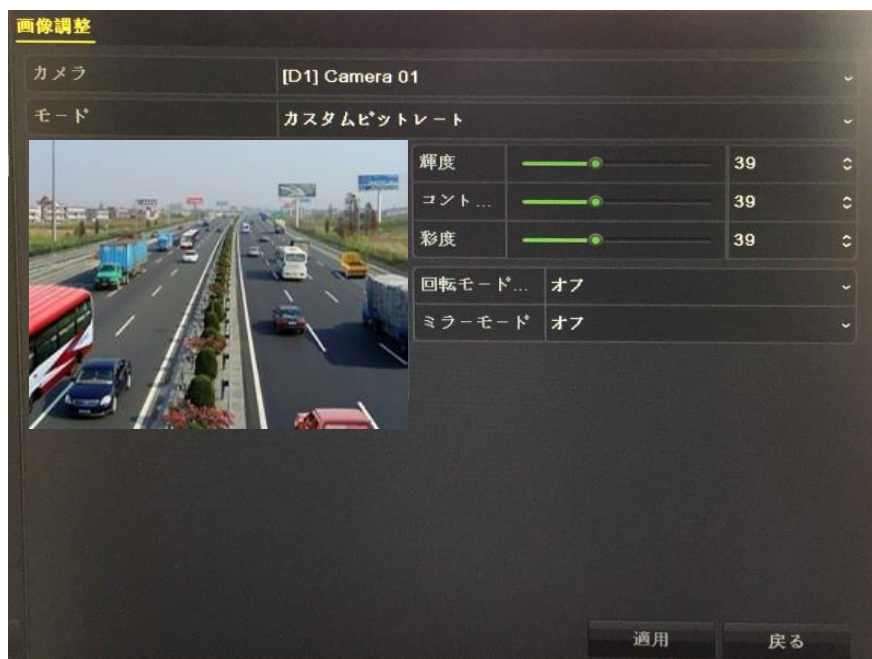 画像調整
カメラ [D1] Camera 01
モード カスタムビットレート
輝度 39
コント... 39
彩度 39
回転モード... オフ
ミラーモード オフ
適用 戻る